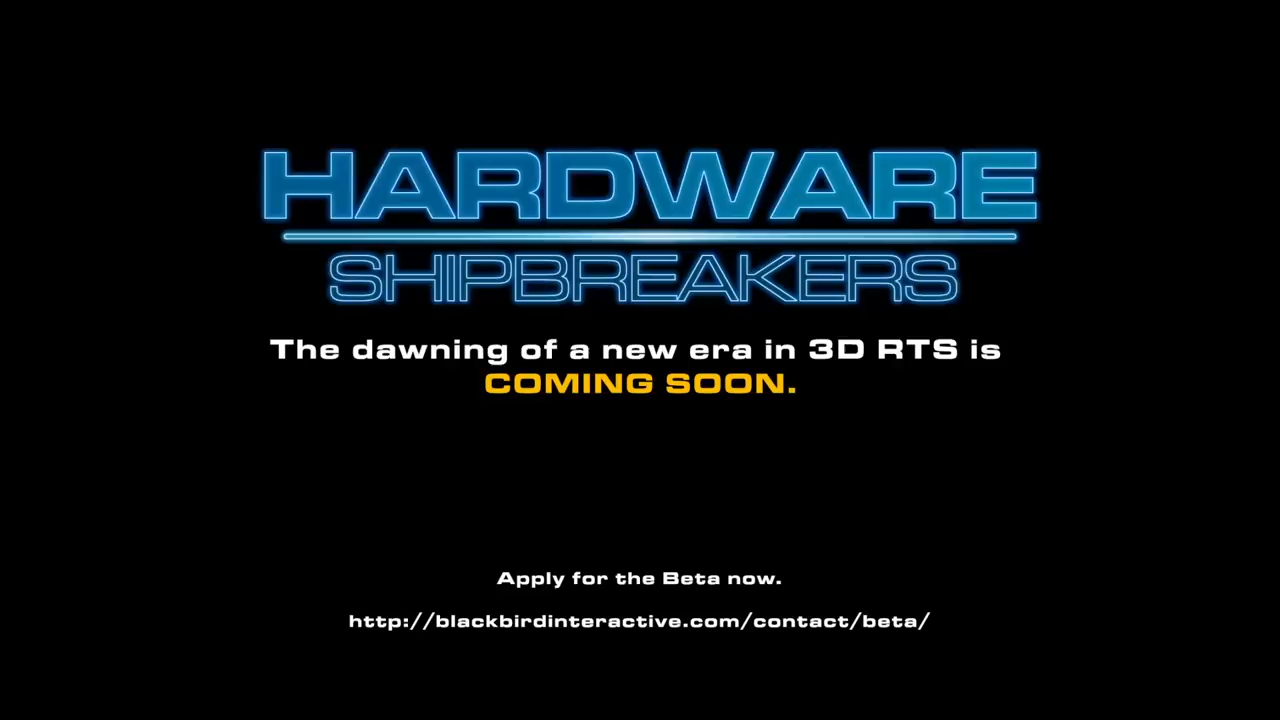 HARDWARE
SHIPBREAKERS
The dawning of a new era in 3D RTS is
COMING SOON.
Apply for the Beta now.
http://blackbirdinteractive.com/contact/beta/